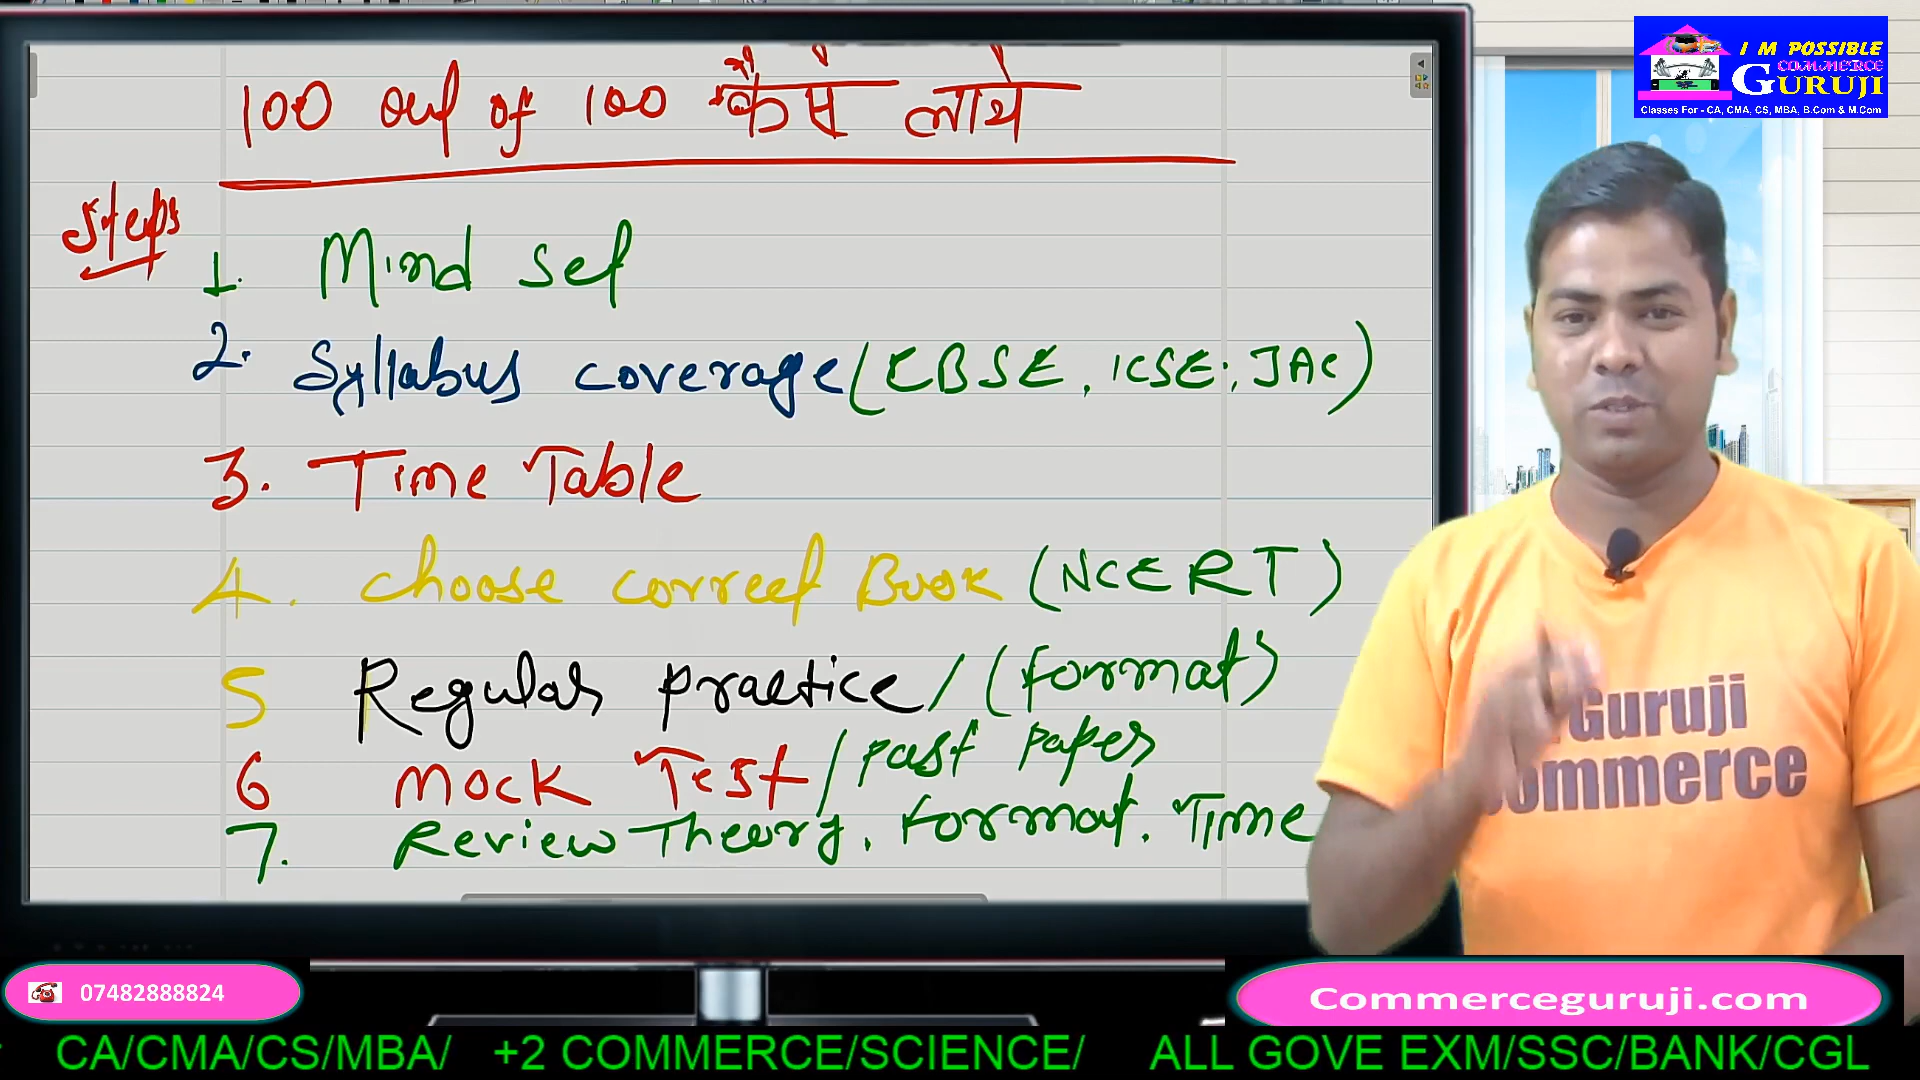 I M POSSIBLE
COMMERCE
GURUJI
Classes For - CA, CMA, CS, MBA, B.Com & M.Com
100 out of 100 कैसे लाये
Steps
1. Mind set
2. Syllabus coverage (CBSE, ICSE, JAC)
3. Time Table
4. Choose correct Book (NCERT)
5 Regular practice / (format)
6 Mock Test / past paper
7. Review Theory, format, Time
Guruji
Commerce
07482888824
Commerceguruji.com
CA/CMA/CS/MBA/ +2 COMMERCE/SCIENCE/ ALL GOVE EXM/SSC/BANK/CGL